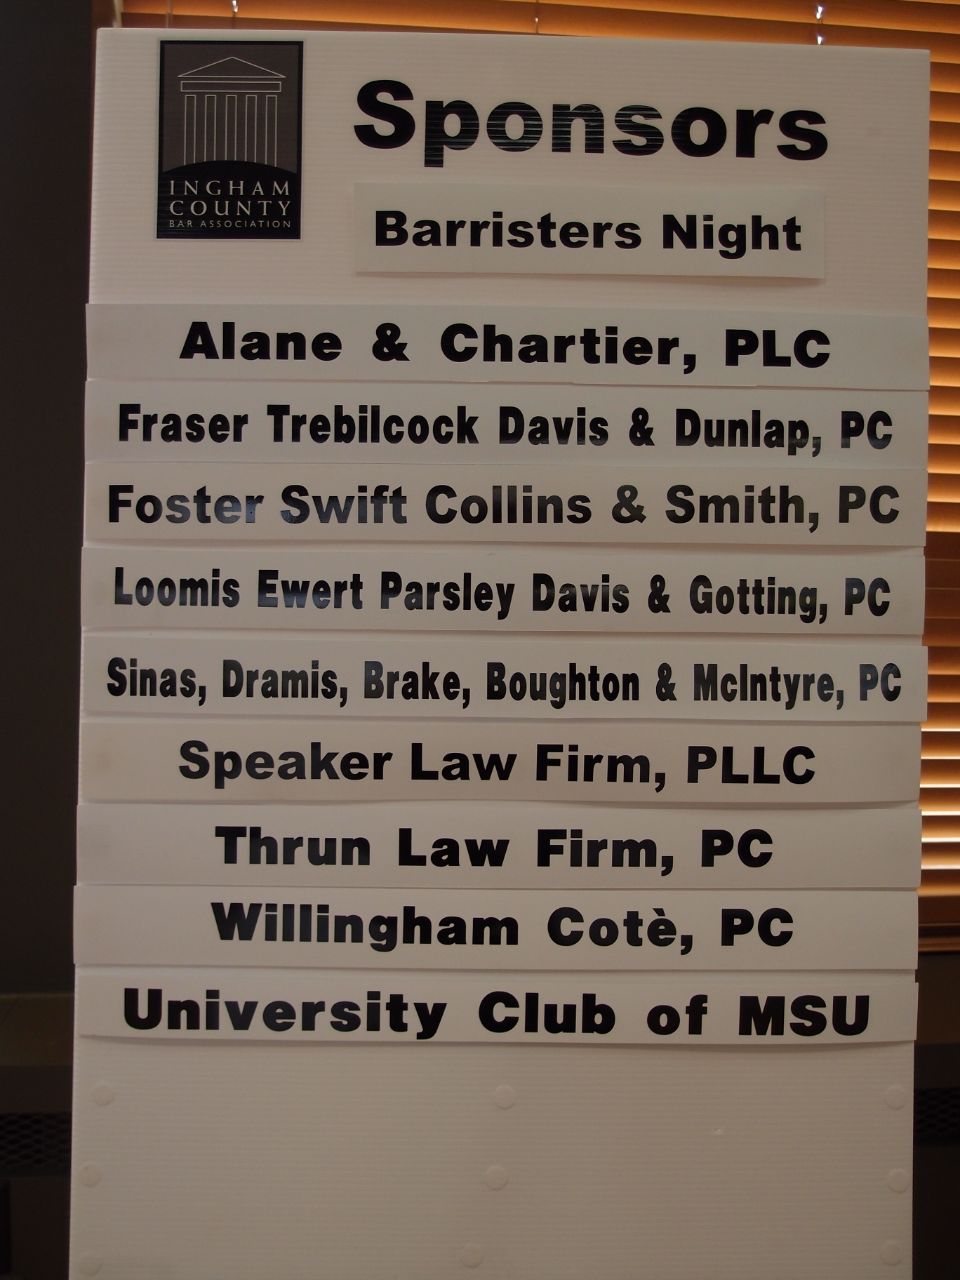 INGHAM
COUNTY
BAR ASSOCIATION
Sponsors
Barristers Night
Alane & Chartier, PLC
Fraser Trebilcock Davis & Dunlap, PC
Foster Swift Collins & Smith, PC
Loomis Ewert Parsley Davis & Gotting, PC
Sinas, Dramis, Brake, Boughton & McIntyre, PC
Speaker Law Firm, PLLC
Thrun Law Firm, PC
Willingham Cotè, PC
University Club of MSU